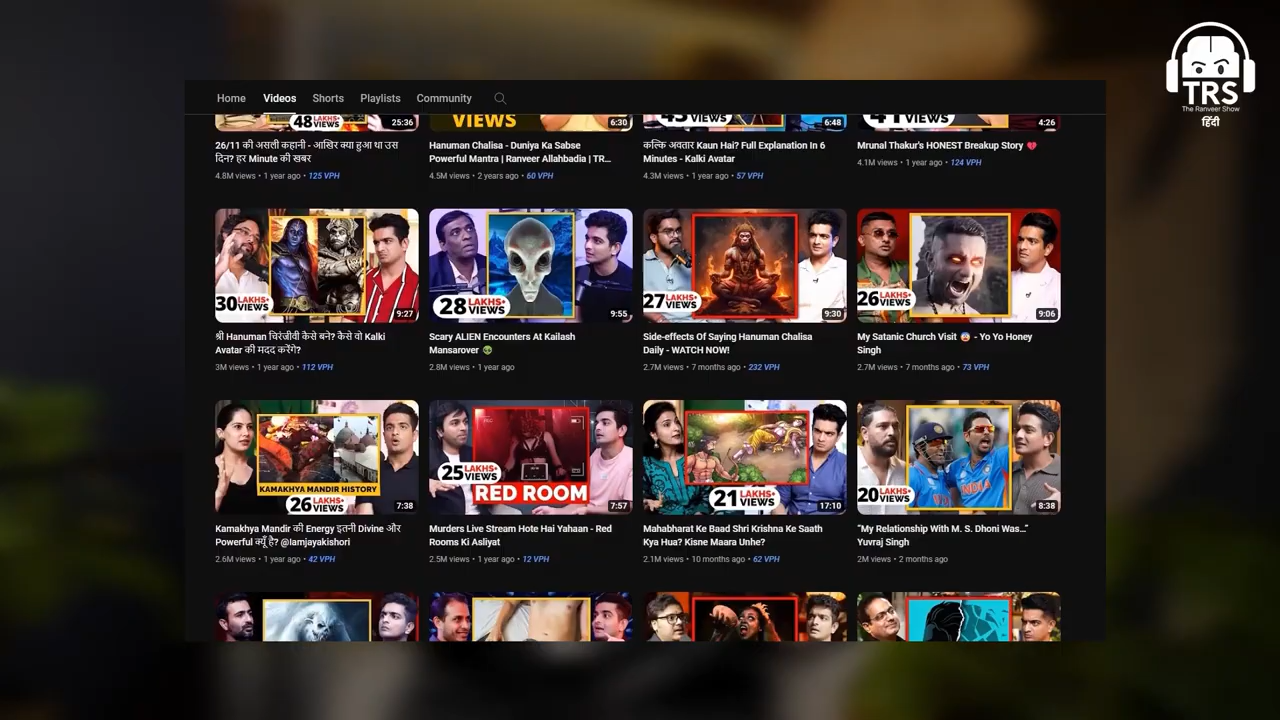 TRS
The Ranveer Show
हिंदी
Home Videos Shorts Playlists Community
48 LAKHS+
VIEWS
25:36
VIEWS
6:30
6:48
4:26
26/11 की असली कहानी - आखिर क्या हुआ था उस
दिन? हर Minute की खबर
4.8M views • 1 year ago • 125 VPH
Hanuman Chalisa - Duniya Ka Sabse
Powerful Mantra | Ranveer Allahbadia | TR...
4.5M views • 2 years ago • 60 VPH
कल्कि अवतार Kaun Hai? Full Explanation In 6
Minutes - Kalki Avatar
4.3M views • 1 year ago • 57 VPH
Mrunal Thakur's HONEST Breakup Story 💔
4.1M views • 1 year ago • 124 VPH
30 LAKHS+
VIEWS
9:27
28 LAKHS+
VIEWS
9:55
27 LAKHS+
VIEWS
9:30
26 LAKHS+
VIEWS
9:06
श्री Hanuman चिरंजीवी कैसे बने? कैसे वो Kalki
Avatar की मदद करेंगे?
3M views • 1 year ago • 112 VPH
Scary ALIEN Encounters At Kailash
Mansarover 👽
2.8M views • 1 year ago
Side-effects Of Saying Hanuman Chalisa
Daily - WATCH NOW!
2.7M views • 7 months ago • 232 VPH
My Satanic Church Visit 😨 - Yo Yo Honey
Singh
2.7M views • 7 months ago • 73 VPH
KAMAKHYA MANDIR HISTORY
26 LAKHS+
VIEWS
7:38
25 LAKHS+
VIEWS
RED ROOM
7:57
21 LAKHS+
VIEWS
17:10
INDIA
20 LAKHS+
VIEWS
8:38
Kamakhya Mandir की Energy इतनी Divine और
Powerful क्यूँ है? @Iamjayakishori
2.6M views • 1 year ago • 42 VPH
Murders Live Stream Hote Hai Yahaan - Red
Rooms Ki Asliyat
2.5M views • 1 year ago • 12 VPH
Mahabharat Ke Baad Shri Krishna Ke Saath
Kya Hua? Kisne Maara Unhe?
2.1M views • 10 months ago • 62 VPH
"My Relationship With M. S. Dhoni Was..."
Yuvraj Singh
2M views • 2 months ago